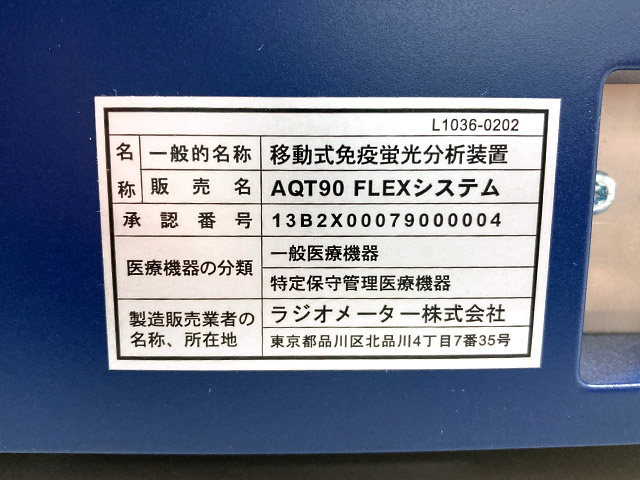 L1036-0202
名称
一般的名称 移動式免疫蛍光分析装置
販売名 AQT90 FLEXシステム
承認番号 13B2X00079000004
医療機器の分類
一般医療機器
特定保守管理医療機器
製造販売業者の
名称、所在地
ラジオメーター株式会社
東京都品川区北品川4丁目7番35号